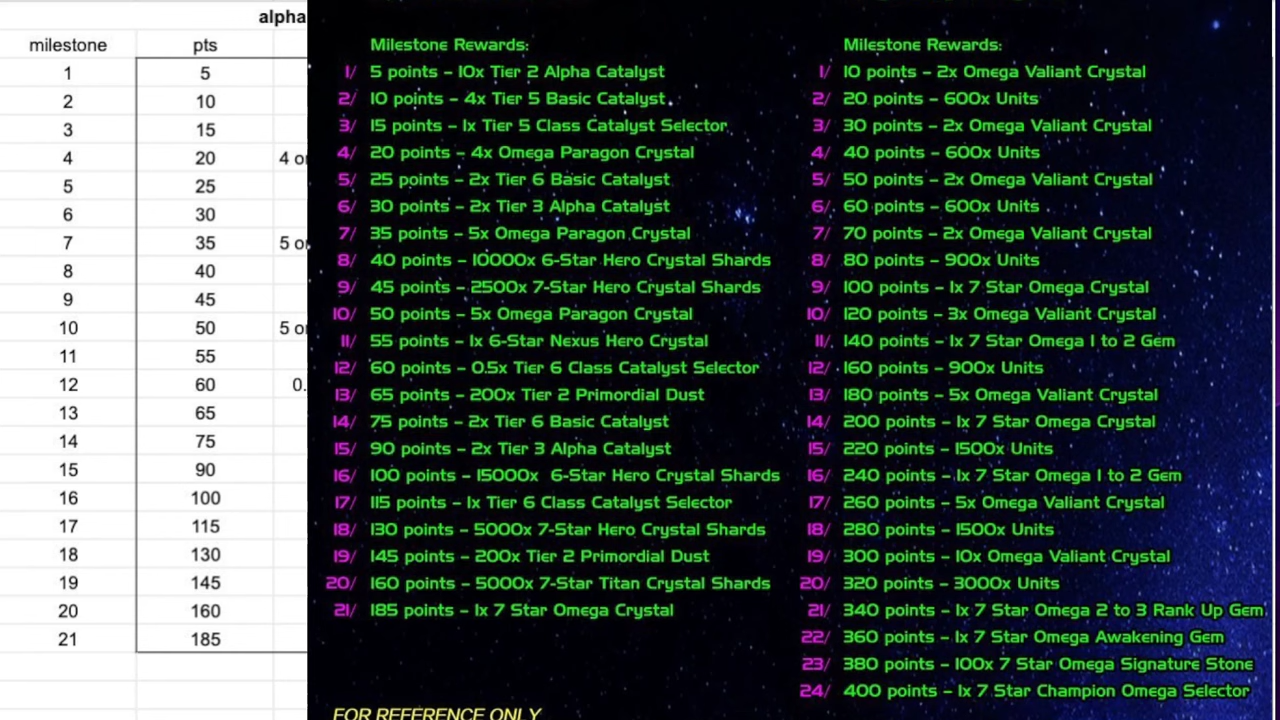 alpha
milestone pts
1 5
2 10
3 15
4 20 4 or
5 25
6 30
7 35 5 or
8 40
9 45
10 50 5 or
11 55
12 60 0.
13 65
14 75
15 90
16 100
17 115
18 130
19 145
20 160
21 185
Milestone Rewards:
1/ 5 points - 10x Tier 2 Alpha Catalyst
2/ 10 points - 4x Tier 5 Basic Catalyst
3/ 15 points - 1x Tier 5 Class Catalyst Selector
4/ 20 points - 4x Omega Paragon Crystal
5/ 25 points - 2x Tier 6 Basic Catalyst
6/ 30 points - 2x Tier 3 Alpha Catalyst
7/ 35 points - 5x Omega Paragon Crystal
8/ 40 points - 10000x 6-Star Hero Crystal Shards
9/ 45 points - 2500x 7-Star Hero Crystal Shards
10/ 50 points - 5x Omega Paragon Crystal
11/ 55 points - 1x 6-Star Nexus Hero Crystal
12/ 60 points - 0.5x Tier 6 Class Catalyst Selector
13/ 65 points - 200x Tier 2 Primordial Dust
14/ 75 points - 2x Tier 6 Basic Catalyst
15/ 90 points - 2x Tier 3 Alpha Catalyst
16/ 100 points - 15000x 6-Star Hero Crystal Shards
17/ 115 points - 1x Tier 6 Class Catalyst Selector
18/ 130 points - 5000x 7-Star Hero Crystal Shards
19/ 145 points - 200x Tier 2 Primordial Dust
20/ 160 points - 5000x 7-Star Titan Crystal Shards
21/ 185 points - 1x 7 Star Omega Crystal
FOR REFERENCE ONLY
Milestone Rewards:
1/ 10 points - 2x Omega Valiant Crystal
2/ 20 points - 600x Units
3/ 30 points - 2x Omega Valiant Crystal
4/ 40 points - 600x Units
5/ 50 points - 2x Omega Valiant Crystal
6/ 60 points - 600x Units
7/ 70 points - 2x Omega Valiant Crystal
8/ 80 points - 900x Units
9/ 100 points - 1x 7 Star Omega Crystal
10/ 120 points - 3x Omega Valiant Crystal
11/ 140 points - 1x 7 Star Omega 1 to 2 Gem
12/ 160 points - 900x Units
13/ 180 points - 5x Omega Valiant Crystal
14/ 200 points - 1x 7 Star Omega Crystal
15/ 220 points - 1500x Units
16/ 240 points - 1x 7 Star Omega 1 to 2 Gem
17/ 260 points - 5x Omega Valiant Crystal
18/ 280 points - 1500x Units
19/ 300 points - 10x Omega Valiant Crystal
20/ 320 points - 3000x Units
21/ 340 points - 1x 7 Star Omega 2 to 3 Rank Up Gem
22/ 360 points - 1x 7 Star Omega Awakening Gem
23/ 380 points - 100x 7 Star Omega Signature Stone
24/ 400 points - 1x 7 Star Champion Omega Selector